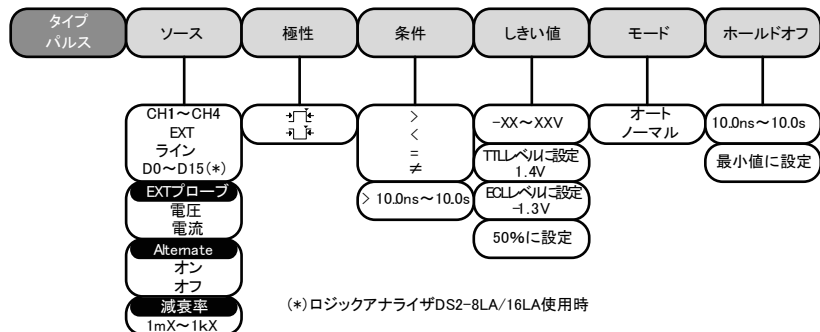 タイプ
パルス
ソース
極性
条件
しきい値
モード
ホールドオフ
CH1～CH4
EXT
ライン
D0～D15(*)
EXTプローブ
電圧
電流
Alternate
オン
オフ
減衰率
1mX～1kX
>
<
=
≠
> 10.0ns～10.0s
-XX～XXV
TTLレベルに設定
1.4V
ECLレベルに設定
-1.3V
50%に設定
オート
ノーマル
10.0ns～10.0s
最小値に設定
(*)ロジックアナライザDS2-8LA/16LA使用時